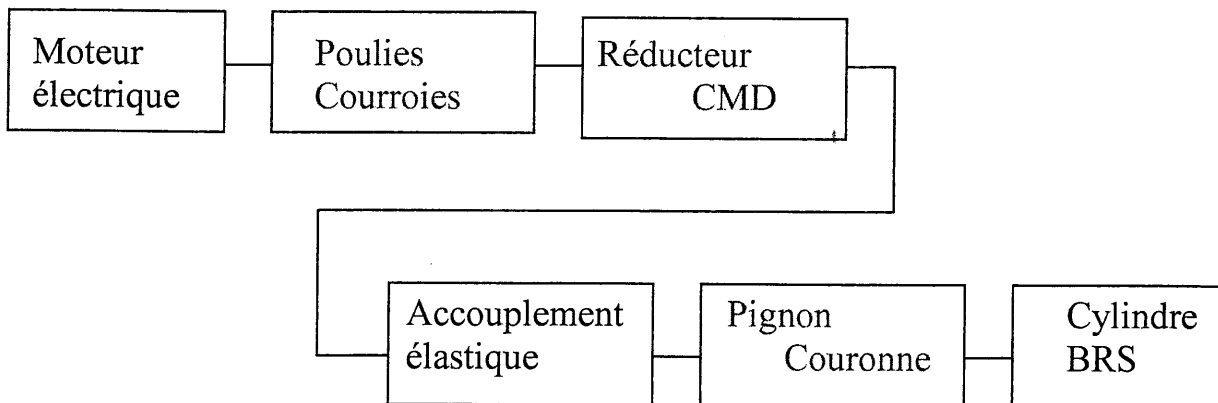 Moteur
électrique
Poulies
Courroies
Réducteur
CMD
Accouplement
élastique
Pignon
Couronne
Cylindre
BRS